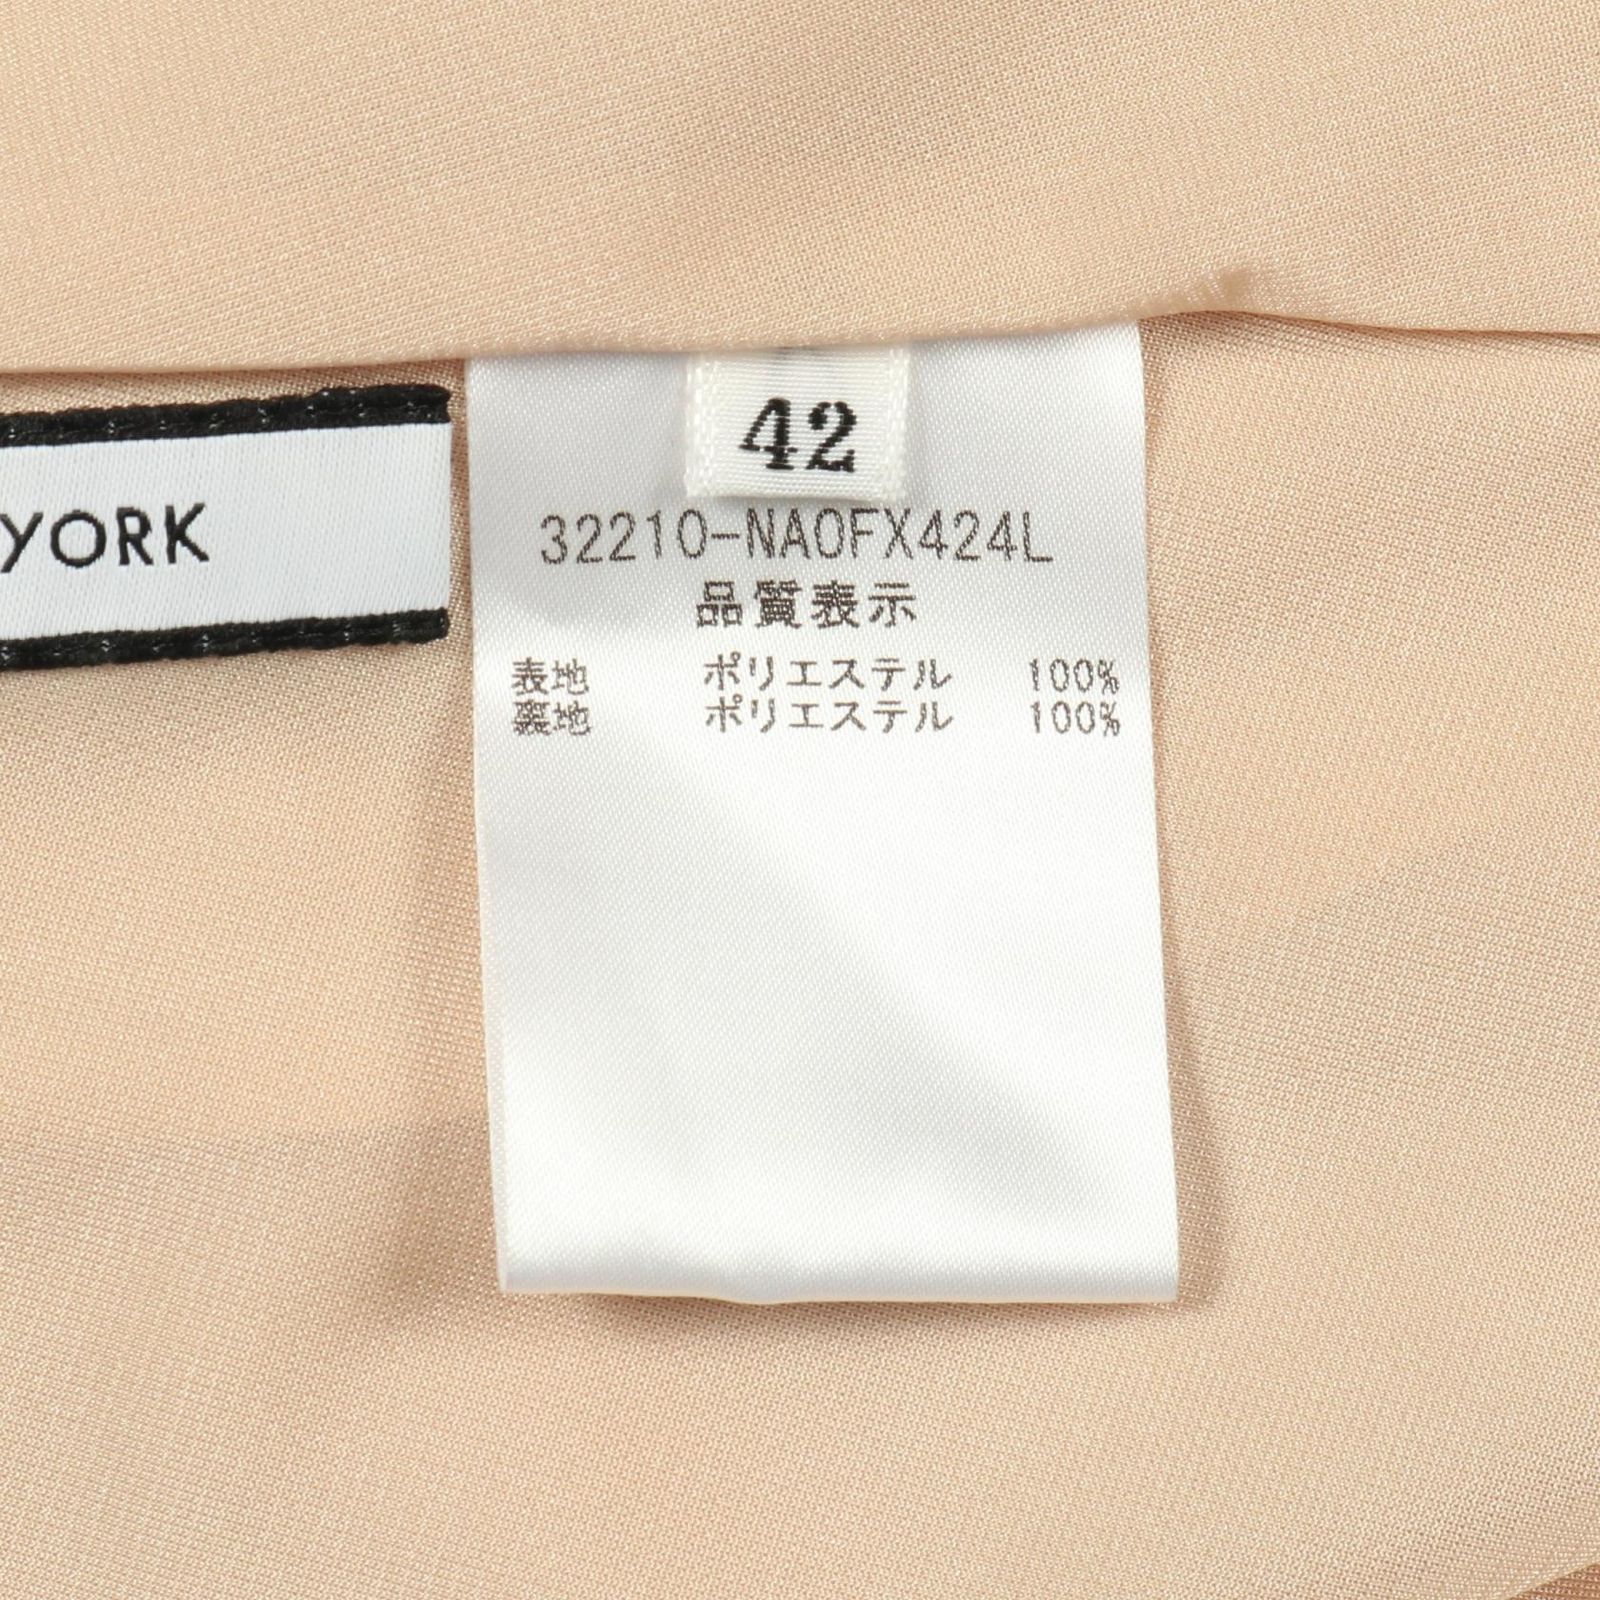 YORK
42
32210-NA0FX424L
品質表示
表地 ポリエステル 100%
裏地 ポリエステル 100%